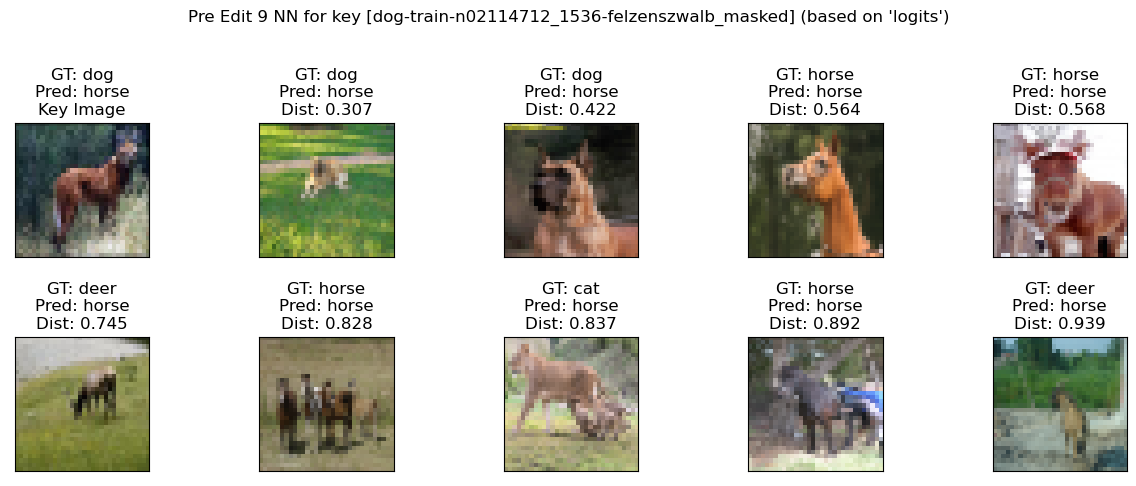 Pre Edit 9 NN for key [dog-train-n02114712_1536-felzenszwalb_masked] (based on 'logits')
GT: dog
Pred: horse
Key Image
GT: dog
Pred: horse
Dist: 0.307
GT: dog
Pred: horse
Dist: 0.422
GT: horse
Pred: horse
Dist: 0.564
GT: horse
Pred: horse
Dist: 0.568
GT: deer
Pred: horse
Dist: 0.745
GT: horse
Pred: horse
Dist: 0.828
GT: cat
Pred: horse
Dist: 0.837
GT: horse
Pred: horse
Dist: 0.892
GT: deer
Pred: horse
Dist: 0.939